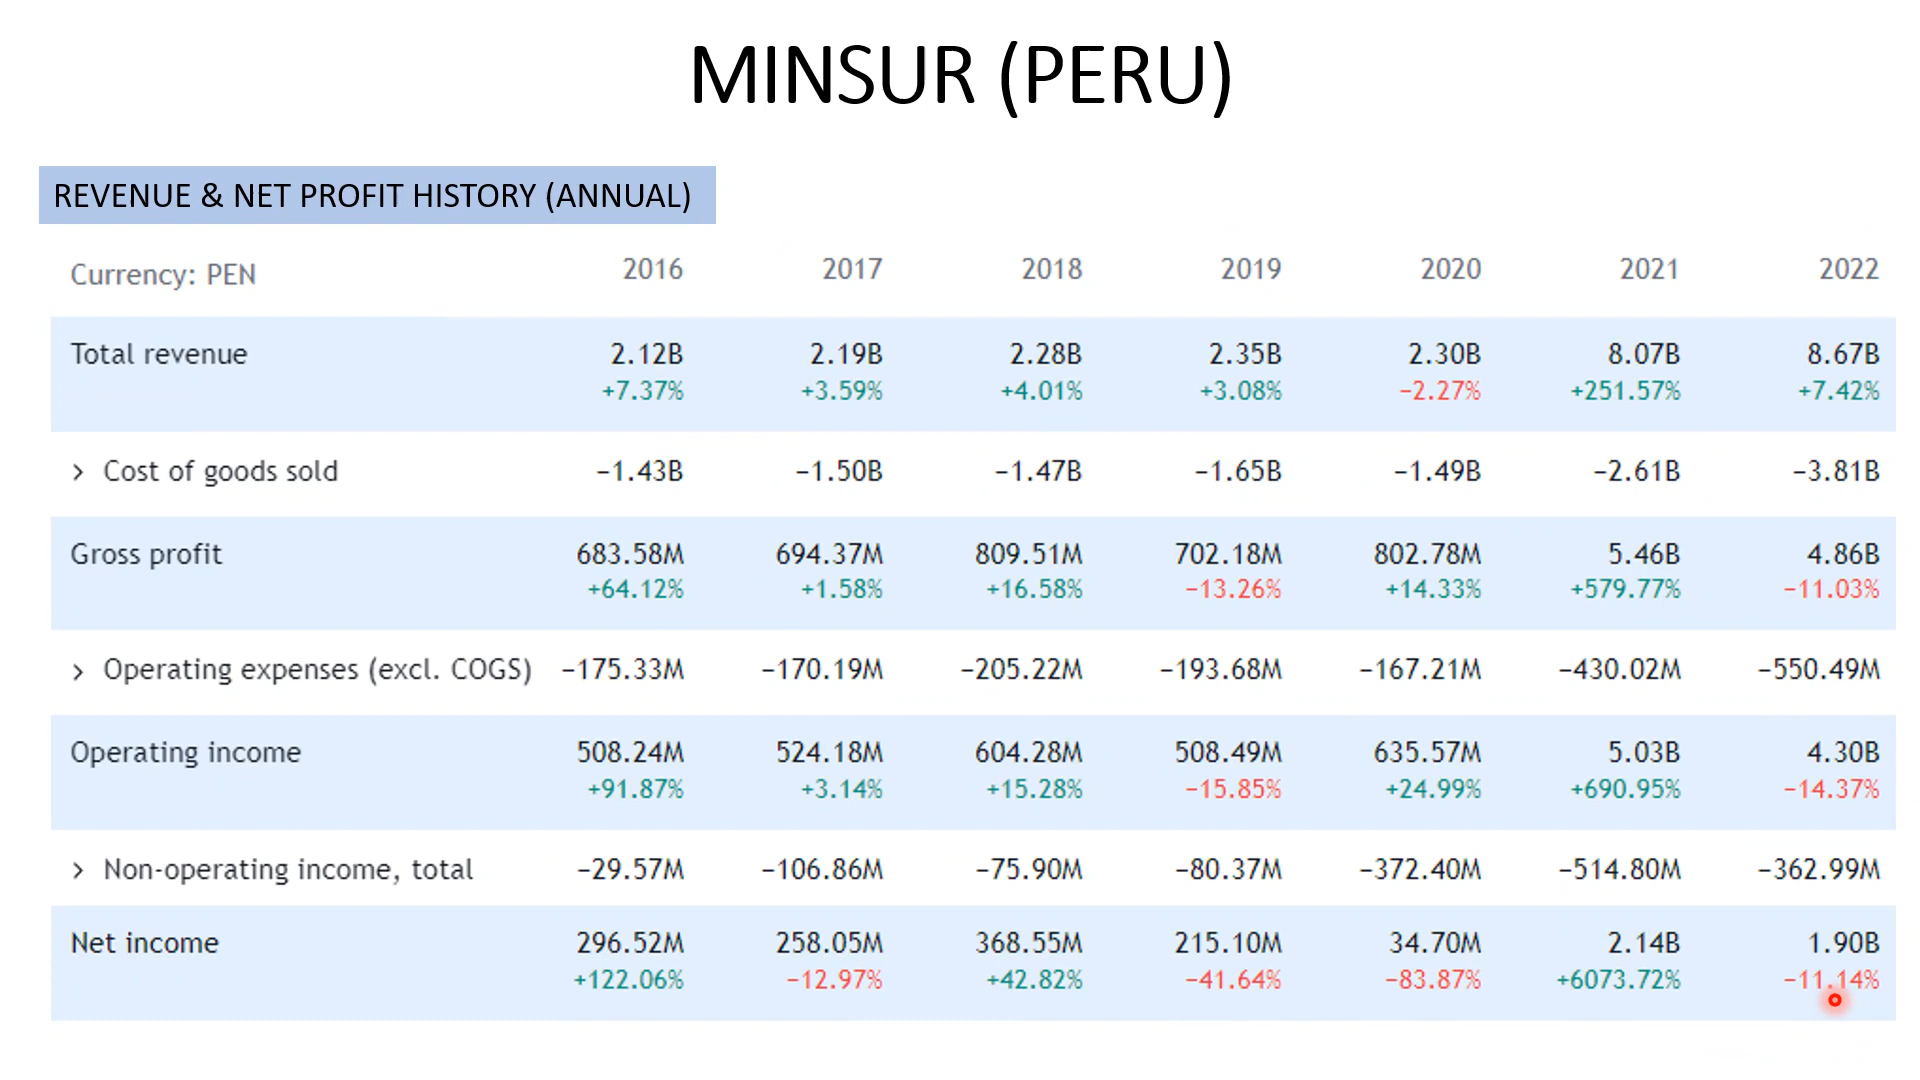 MINSUR (PERU)
REVENUE & NET PROFIT HISTORY (ANNUAL)
Currency: PEN 2016 2017 2018 2019 2020 2021 2022
Total revenue 2.12B 2.19B 2.28B 2.35B 2.30B 8.07B 8.67B
+7.37% +3.59% +4.01% +3.08% −2.27% +251.57% +7.42%
> Cost of goods sold −1.43B −1.50B −1.47B −1.65B −1.49B −2.61B −3.81B
Gross profit 683.58M 694.37M 809.51M 702.18M 802.78M 5.46B 4.86B
+64.12% +1.58% +16.58% −13.26% +14.33% +579.77% −11.03%
> Operating expenses (excl. COGS) −175.33M −170.19M −205.22M −193.68M −167.21M −430.02M −550.49M
Operating income 508.24M 524.18M 604.28M 508.49M 635.57M 5.03B 4.30B
+91.87% +3.14% +15.28% −15.85% +24.99% +690.95% −14.37%
> Non-operating income, total −29.57M −106.86M −75.90M −80.37M −372.40M −514.80M −362.99M
Net income 296.52M 258.05M 368.55M 215.10M 34.70M 2.14B 1.90B
+122.06% −12.97% +42.82% −41.64% −83.87% +6073.72% −11.14%